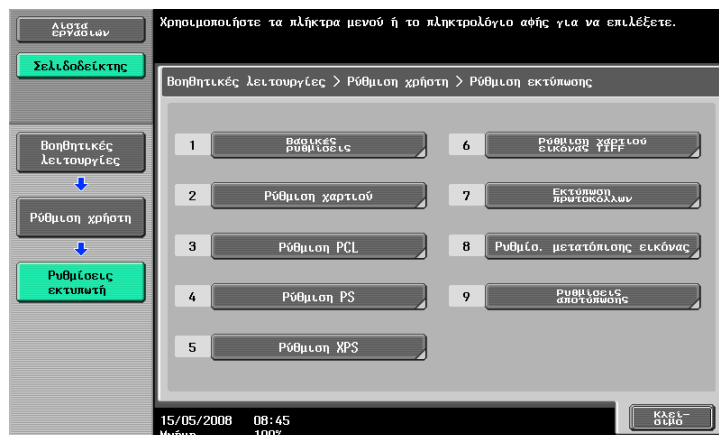 Λίστα
εργασιών
Χρησιμοποιήστε τα πλήκτρα μενού ή το πληκτρολόγιο αφής για να επιλέξετε.
Σελιδοδείκτης
Βοηθητικές λειτουργίες > Ρύθμιση χρήστη > Ρύθμιση εκτύπωσης
Βοηθητικές
λειτουργίες
Ρύθμιση χρήστη
Ρυθμίσεις
εκτυπωτή
1 Βασικές
ρυθμίσεις
2 Ρύθμιση χαρτιού
3 Ρύθμιση PCL
4 Ρύθμιση PS
5 Ρύθμιση XPS
6 Ρύθμιση χαρτιού
εικόνας TIFF
7 Εκτύπωση
πρωτοκόλλων
8 Ρυθμίσ. μετατόπισης εικόνας
9 Ρυθμίσεις
αποτύπωσης
Κλεί-
σιμο
15/05/2008 08:45
Μνήμη 100%